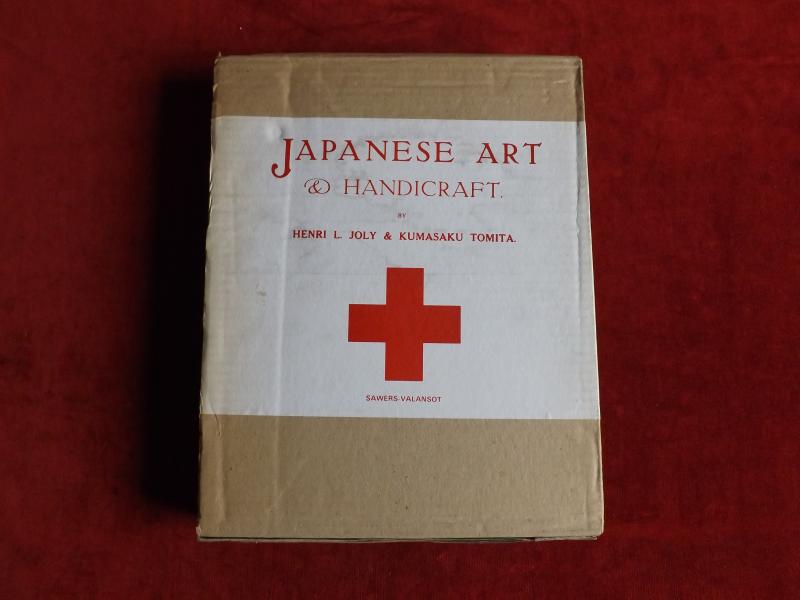 JAPANESE ART
& HANDICRAFT.
BY
HENRI L. JOLY & KUMASAKU TOMITA.
SAWERS-VALANSOT